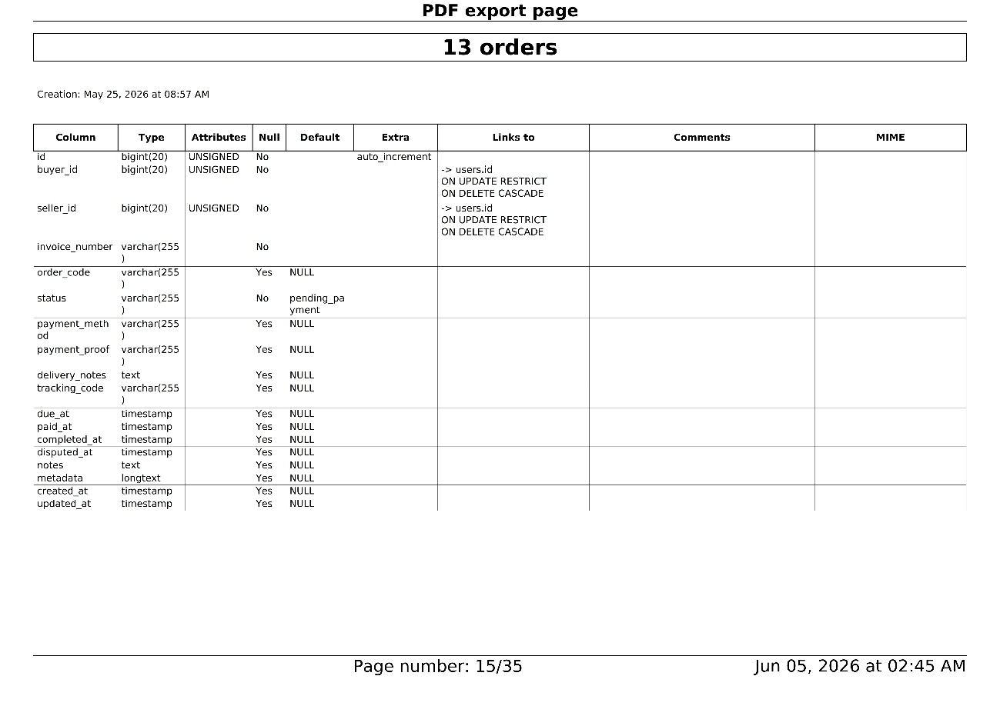 PDF export page
13 orders
Creation: May 25, 2026 at 08:57 AM
Column Type Attributes Null Default Extra Links to Comments MIME
id bigint(20) UNSIGNED No auto_increment
buyer_id bigint(20) UNSIGNED No -> users.id
ON UPDATE RESTRICT
ON DELETE CASCADE
seller_id bigint(20) UNSIGNED No -> users.id
ON UPDATE RESTRICT
ON DELETE CASCADE
invoice_number varchar(255 No
)
order_code varchar(255 Yes NULL
)
status varchar(255 No pending_pa
) yment
payment_meth varchar(255 Yes NULL
od )
payment_proof varchar(255 Yes NULL
)
delivery_notes text Yes NULL
tracking_code varchar(255 Yes NULL
)
due_at timestamp Yes NULL
paid_at timestamp Yes NULL
completed_at timestamp Yes NULL
disputed_at timestamp Yes NULL
notes text Yes NULL
metadata longtext Yes NULL
created_at timestamp Yes NULL
updated_at timestamp Yes NULL
Page number: 15/35 Jun 05, 2026 at 02:45 AM